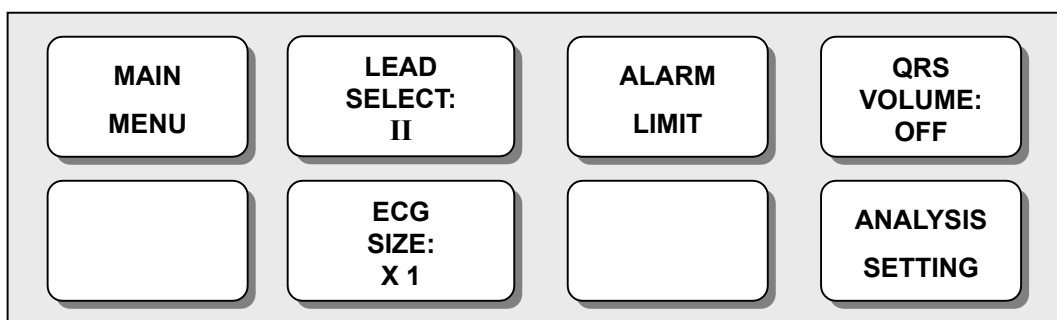 MAIN
MENU
LEAD
SELECT:
II
ALARM
LIMIT
QRS
VOLUME:
OFF
ECG
SIZE:
X 1
ANALYSIS
SETTING